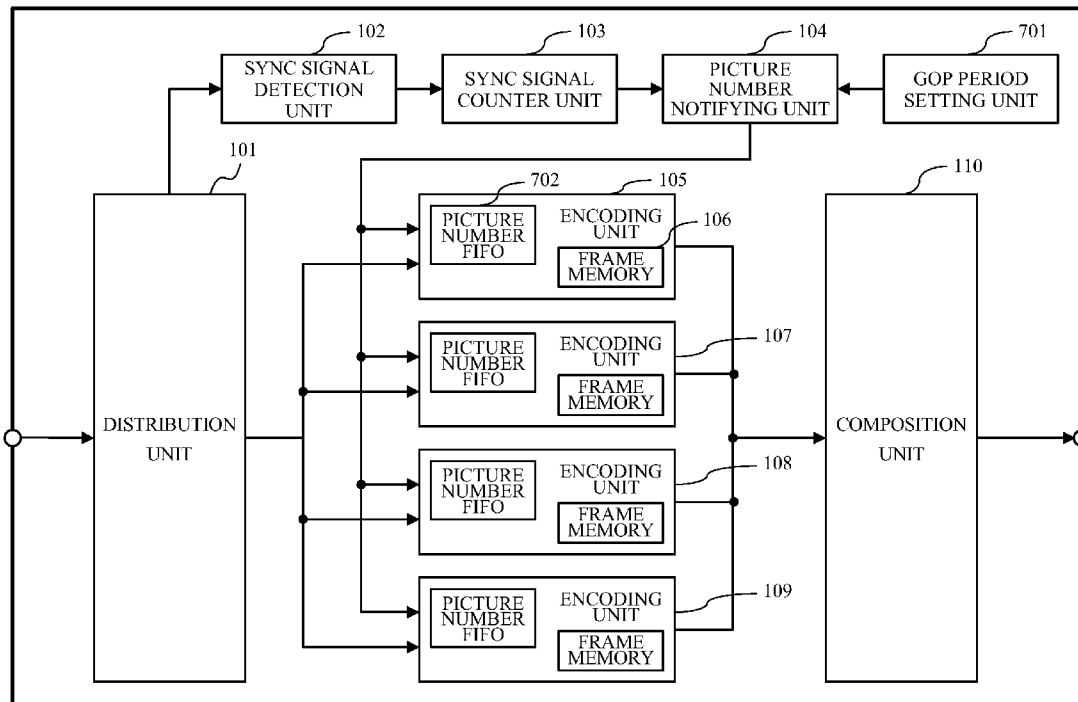 102
103
104
701
SYNC SIGNAL
DETECTION
UNIT
SYNC SIGNAL
COUNTER UNIT
PICTURE
NUMBER
NOTIFYING UNIT
GOP PERIOD
SETTING UNIT
101
DISTRIBUTION
UNIT
702
105
PICTURE
NUMBER
FIFO
ENCODING
UNIT
106
FRAME
MEMORY
107
PICTURE
NUMBER
FIFO
ENCODING
UNIT
FRAME
MEMORY
108
PICTURE
NUMBER
FIFO
ENCODING
UNIT
FRAME
MEMORY
109
PICTURE
NUMBER
FIFO
ENCODING
UNIT
FRAME
MEMORY
110
COMPOSITION
UNIT